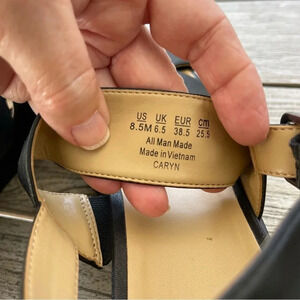 US UK EUR cm
8.5M 6.5 38.5 25.5
All Man Made
Made in Vietnam
CARYN